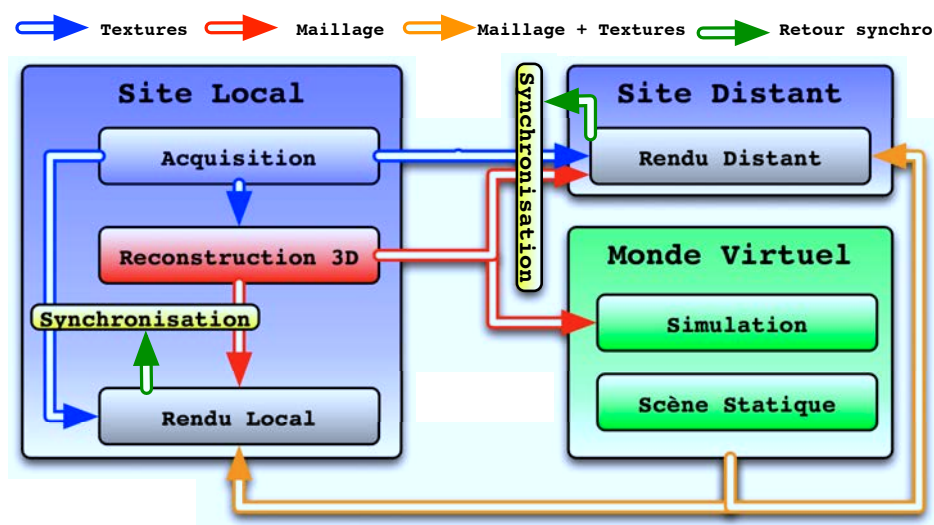 Textures
Maillage
Maillage + Textures
Retour synchro
Site Local
Acquisition
Reconstruction 3D
Synchronisation
Rendu Local
Synchronisation
Site Distant
Rendu Distant
Monde Virtuel
Simulation
Scène Statique